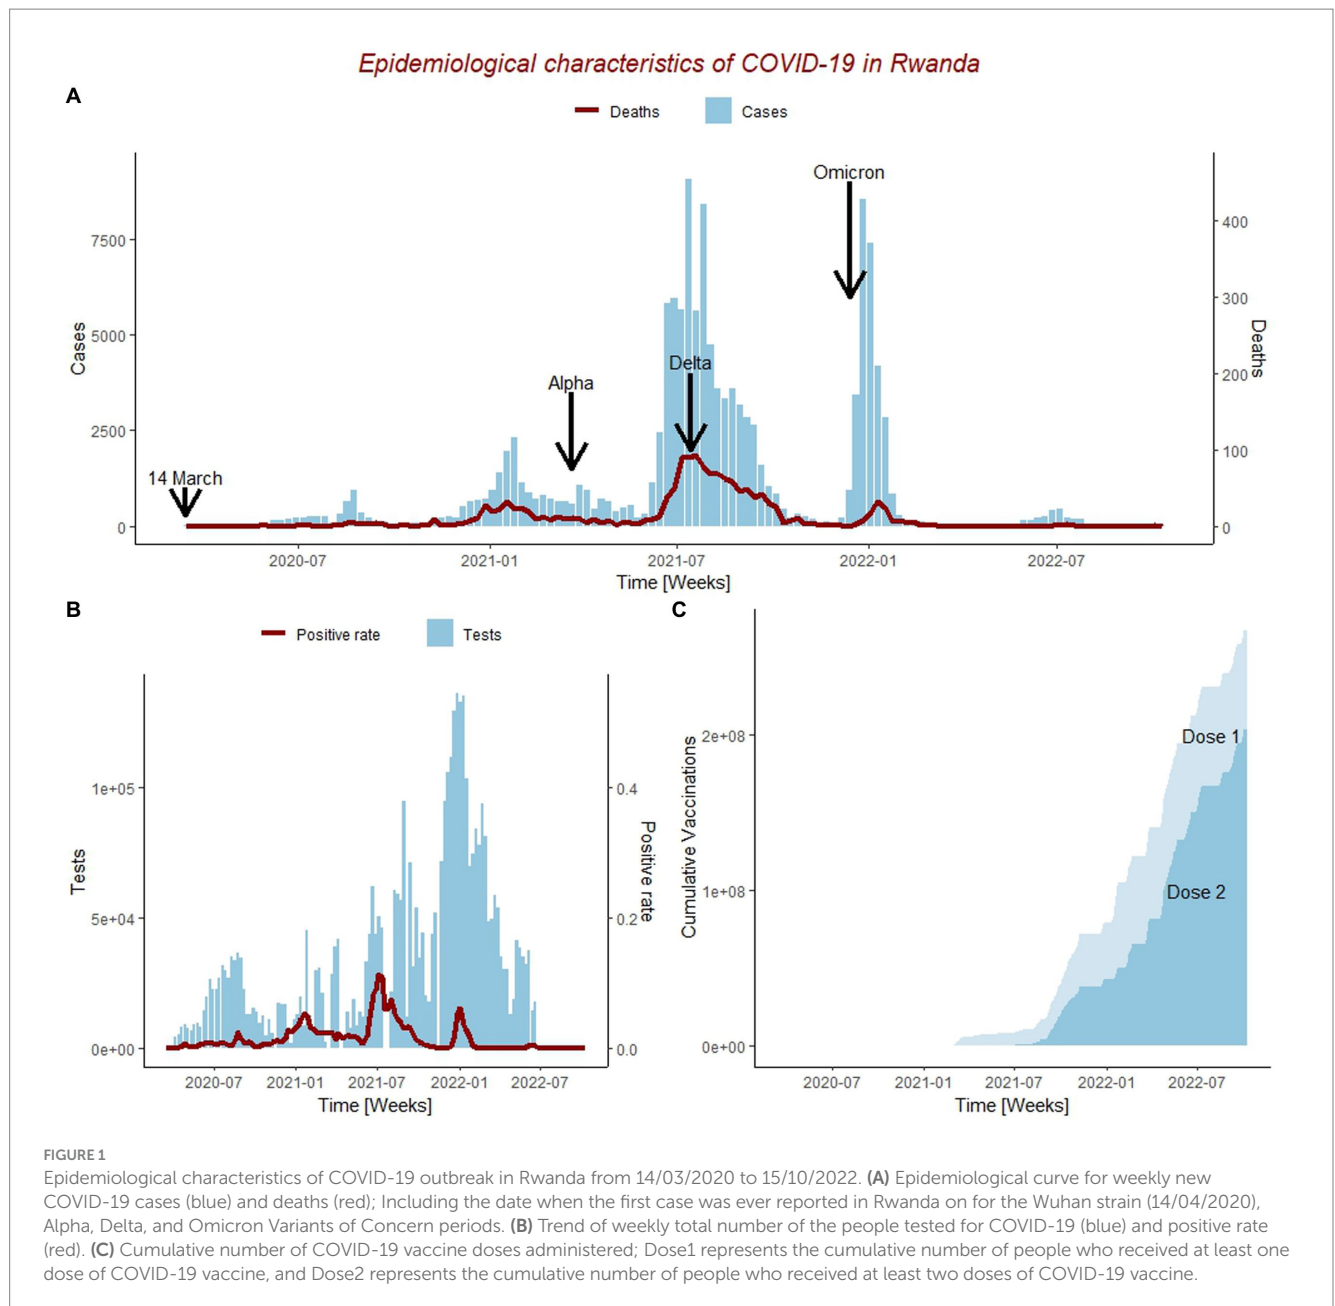 Epidemiological characteristics of COVID-19 in Rwanda
A
Deaths
Cases
Omicron
7500
400
300
5000
Cases
Deaths
Delta
200
Alpha
2500
100
14 March
0
0
2020-07
2021-01
2021-07
2022-01
2022-07
Time [Weeks]
B
Positive rate
Tests
1e+05
0.4
Tests
Positive rate
5e+04
0.2
0e+00
0.0
2020-07
2021-01
2021-07
2022-01
2022-07
Time [Weeks]
C
2e+08
Dose 1
Cumulative Vaccinations
1e+08
Dose 2
0e+00
2020-07
2021-01
2021-07
2022-01
2022-07
Time [Weeks]
FIGURE 1
Epidemiological characteristics of COVID-19 outbreak in Rwanda from 14/03/2020 to 15/10/2022. (A) Epidemiological curve for weekly new
COVID-19 cases (blue) and deaths (red); Including the date when the first case was ever reported in Rwanda on for the Wuhan strain (14/04/2020),
Alpha, Delta, and Omicron Variants of Concern periods. (B) Trend of weekly total number of the people tested for COVID-19 (blue) and positive rate
(red). (C) Cumulative number of COVID-19 vaccine doses administered; Dose1 represents the cumulative number of people who received at least one
dose of COVID-19 vaccine, and Dose2 represents the cumulative number of people who received at least two doses of COVID-19 vaccine.